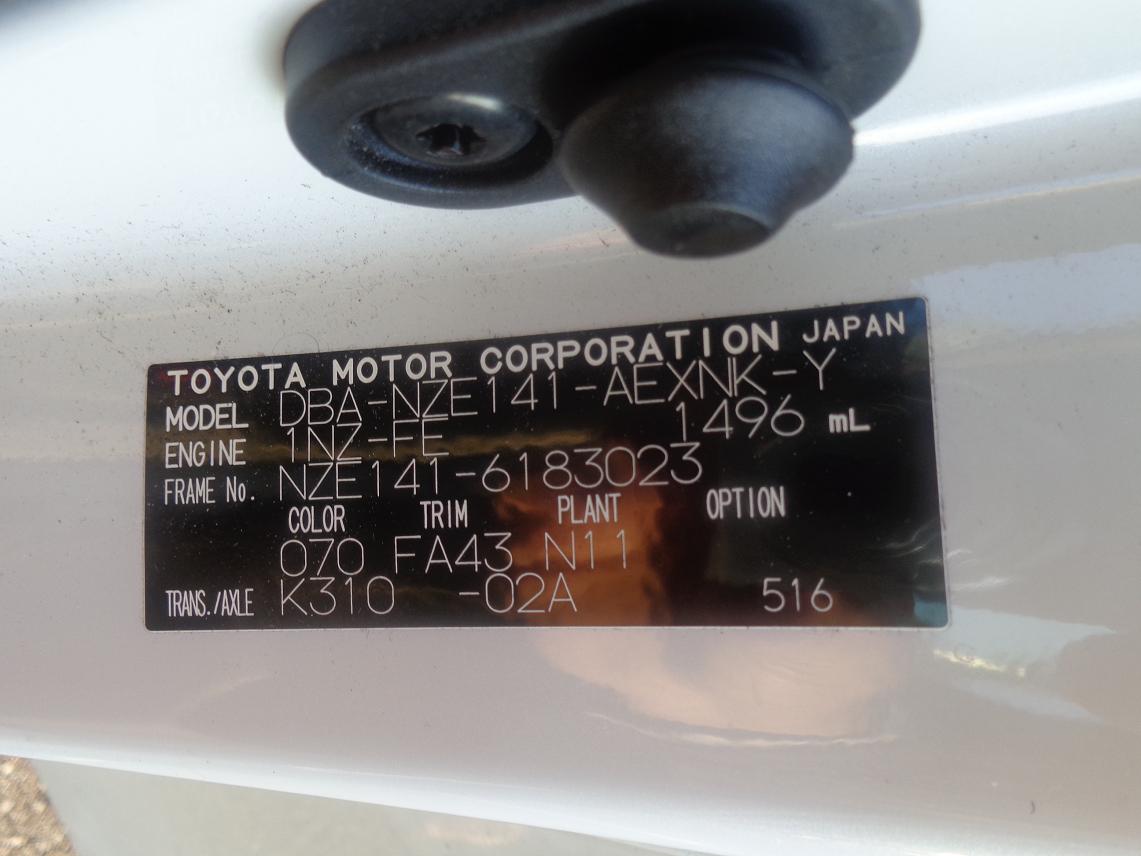 TOYOTA MOTOR CORPORATION JAPAN
MODEL DBA-NZE141-AEXNK-Y
ENGINE 1NZ-FE 1496 mL
FRAME No. NZE141-6183023
COLOR TRIM PLANT OPTION
070 FA43 N11
TRANS./AXLE K310 -02A 516